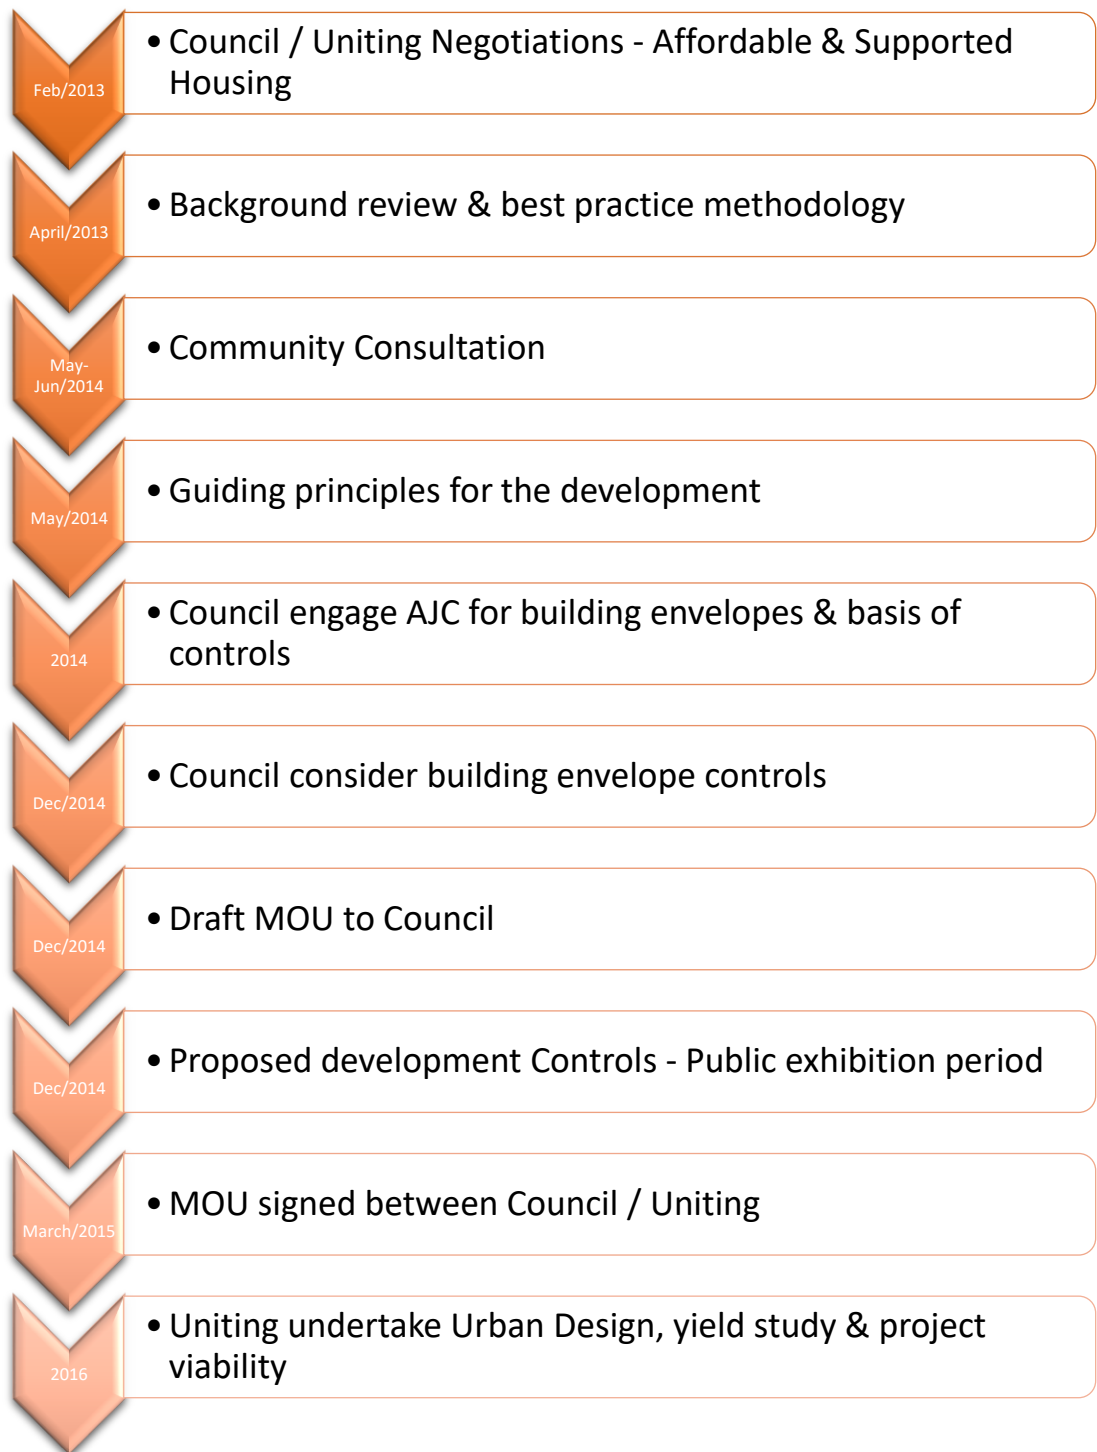 Feb/2013
• Council / Uniting Negotiations - Affordable & Supported
Housing
April/2013
• Background review & best practice methodology
May-
Jun/2014
• Community Consultation
May/2014
• Guiding principles for the development
2014
• Council engage AJC for building envelopes & basis of
controls
Dec/2014
• Council consider building envelope controls
Dec/2014
• Draft MOU to Council
Dec/2014
• Proposed development Controls - Public exhibition period
March/2015
• MOU signed between Council / Uniting
2016
• Uniting undertake Urban Design, yield study & project
viability